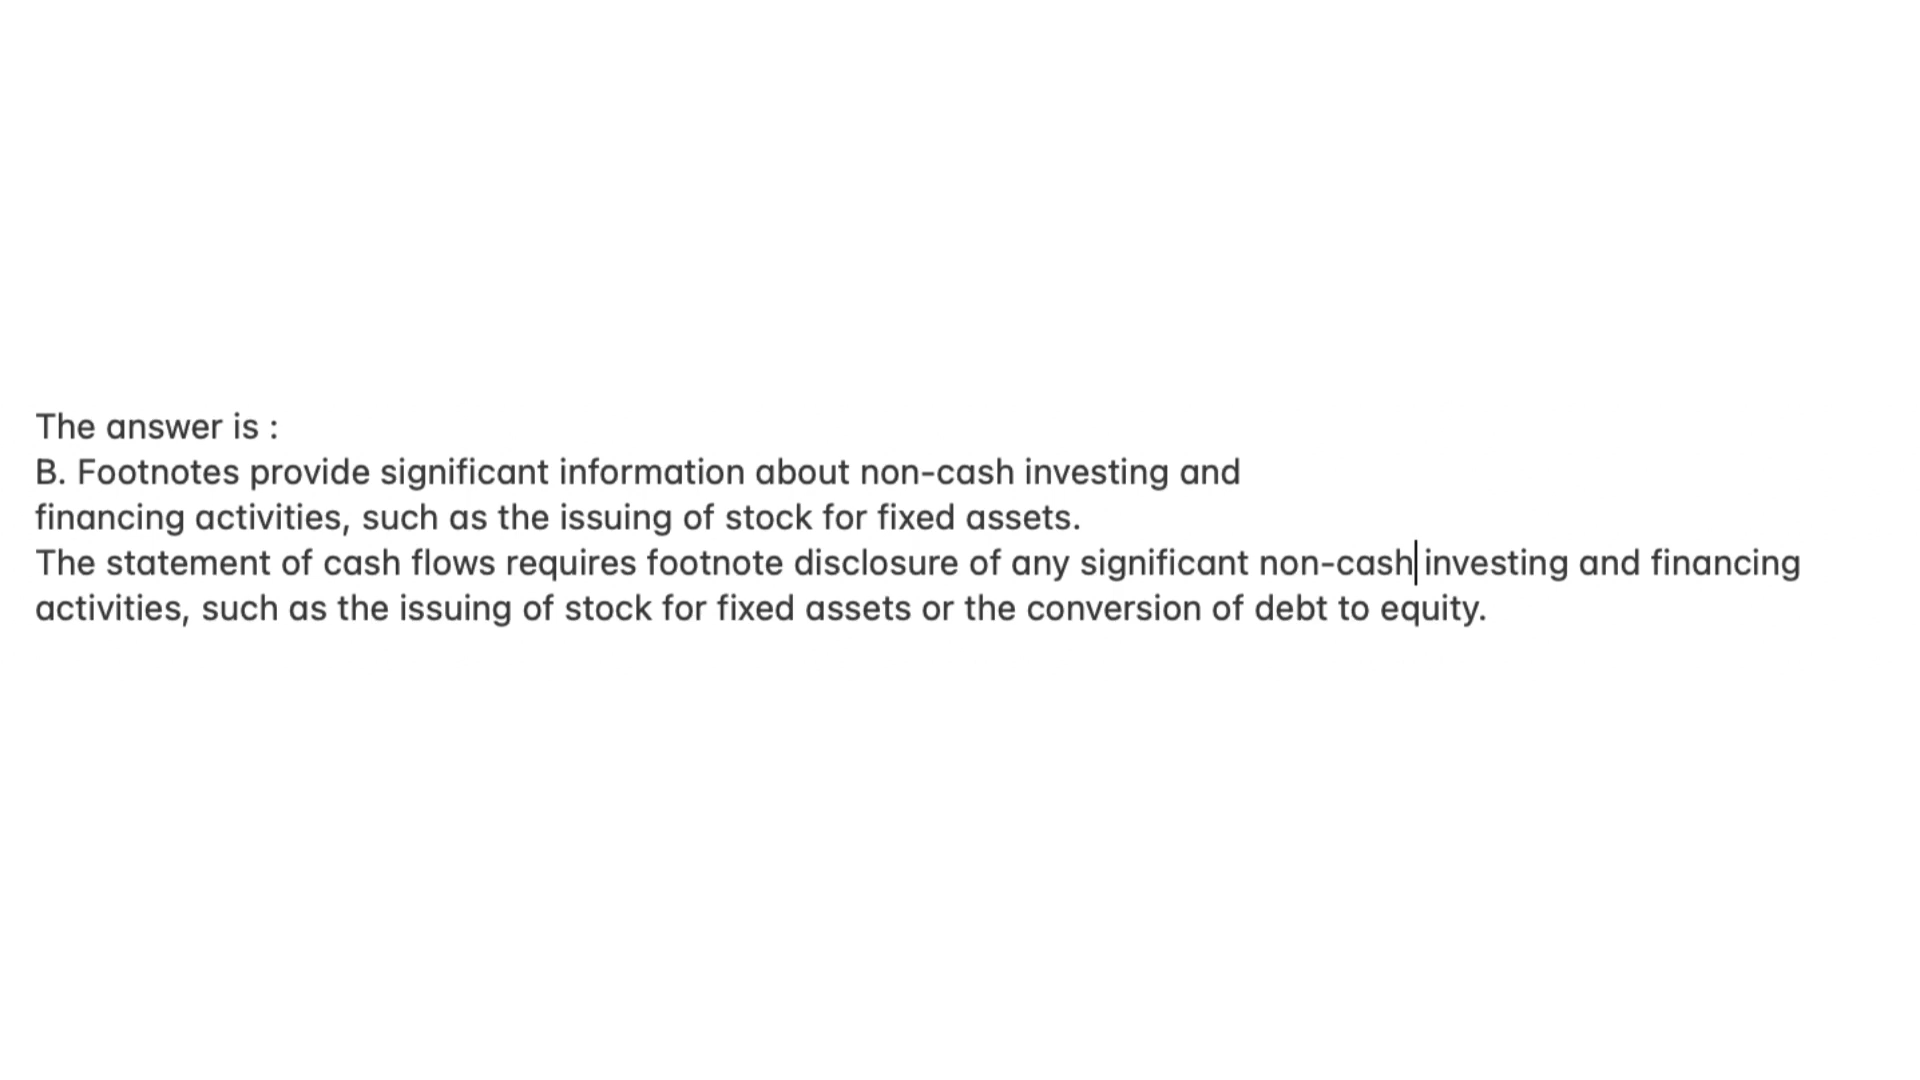 The answer is :
B. Footnotes provide significant information about non-cash investing and
financing activities, such as the issuing of stock for fixed assets.
The statement of cash flows requires footnote disclosure of any significant non-cash investing and financing
activities, such as the issuing of stock for fixed assets or the conversion of debt to equity.